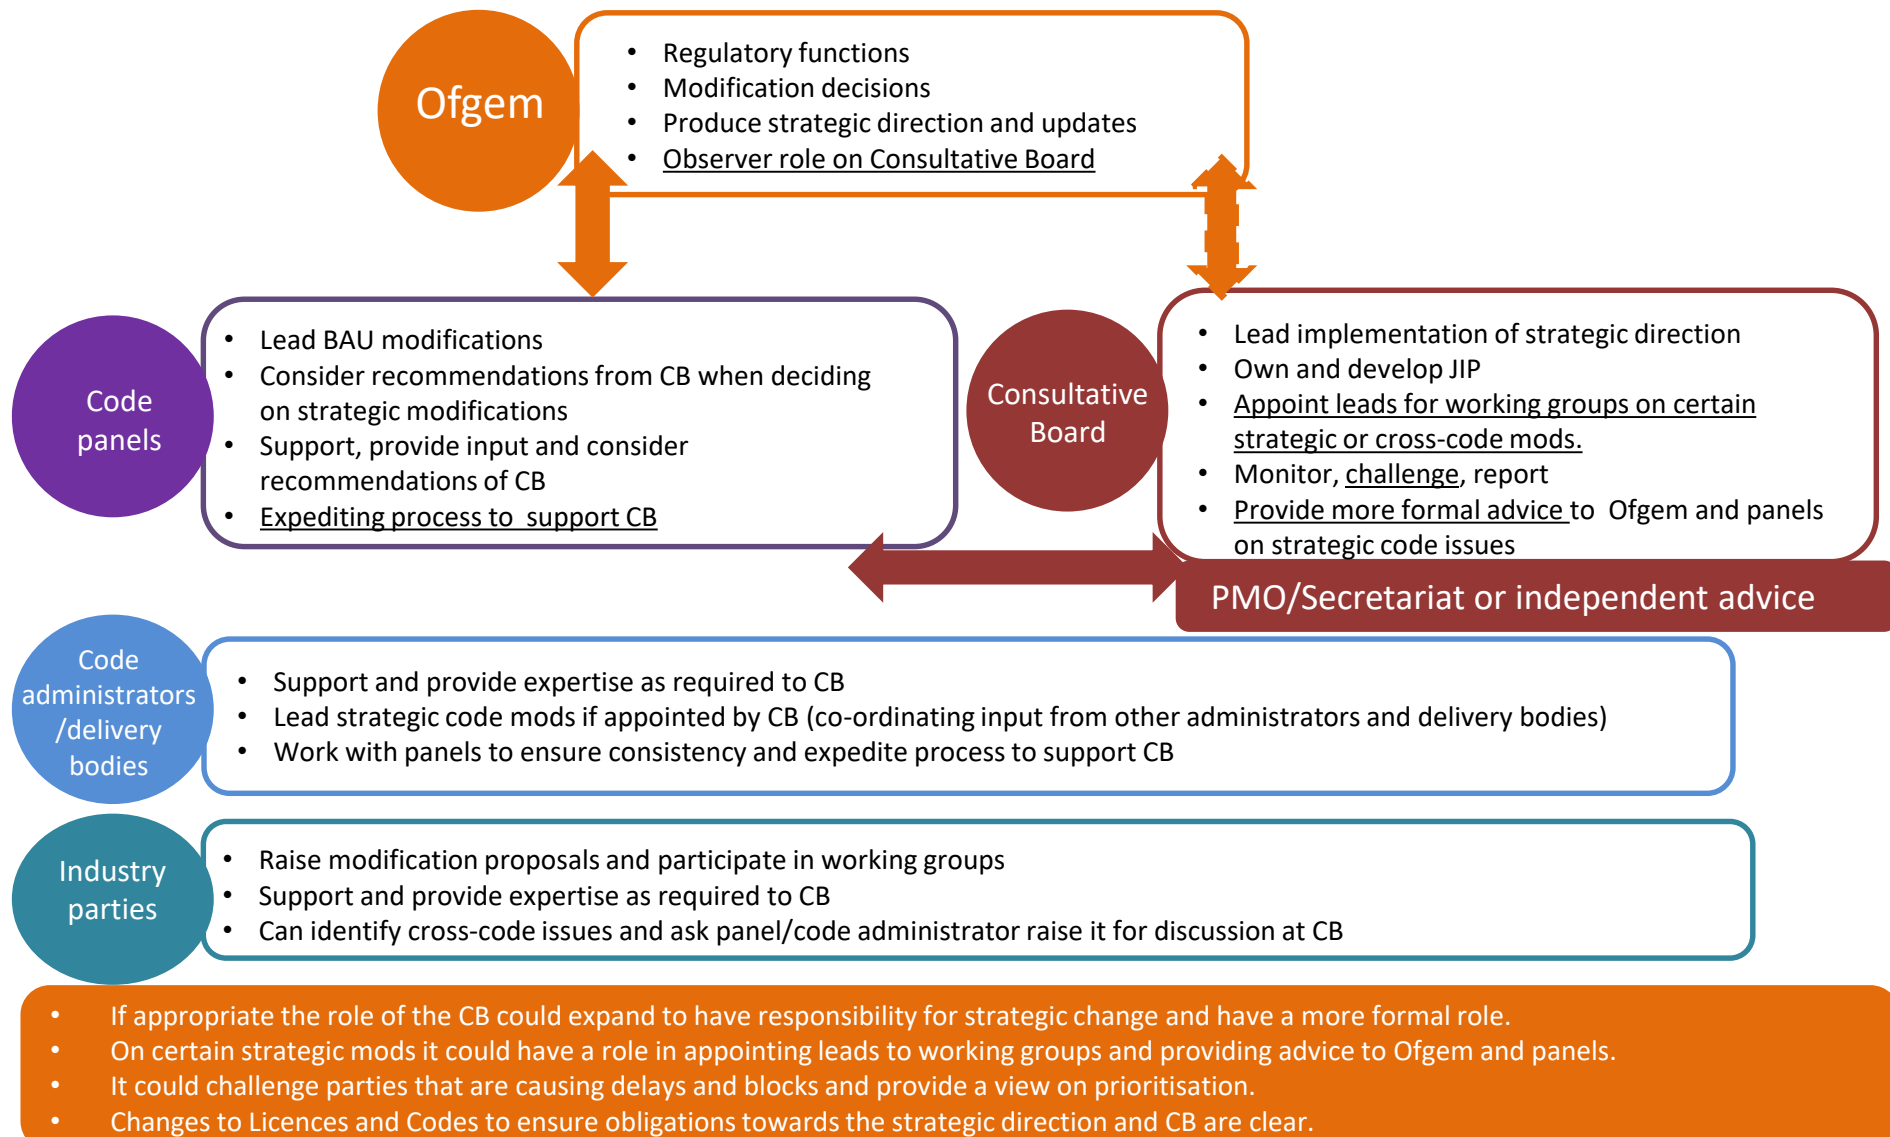 Ofgem
• Regulatory functions
• Modification decisions
• Produce strategic direction and updates
• Observer role on Consultative Board
Code
panels
• Lead BAU modifications
• Consider recommendations from CB when deciding
on strategic modifications
• Support, provide input and consider
recommendations of CB
• Expediting process to support CB
Consultative
Board
• Lead implementation of strategic direction
• Own and develop JIP
• Appoint leads for working groups on certain
strategic or cross-code mods.
• Monitor, challenge, report
• Provide more formal advice to Ofgem and panels
on strategic code issues
PMO/Secretariat or independent advice
Code
administrators
/delivery
bodies
• Support and provide expertise as required to CB
• Lead strategic code mods if appointed by CB (co-ordinating input from other administrators and delivery bodies)
• Work with panels to ensure consistency and expedite process to support CB
Industry
parties
• Raise modification proposals and participate in working groups
• Support and provide expertise as required to CB
• Can identify cross-code issues and ask panel/code administrator raise it for discussion at CB
• If appropriate the role of the CB could expand to have responsibility for strategic change and have a more formal role.
• On certain strategic mods it could have a role in appointing leads to working groups and providing advice to Ofgem and panels.
• It could challenge parties that are causing delays and blocks and provide a view on prioritisation.
• Changes to Licences and Codes to ensure obligations towards the strategic direction and CB are clear.